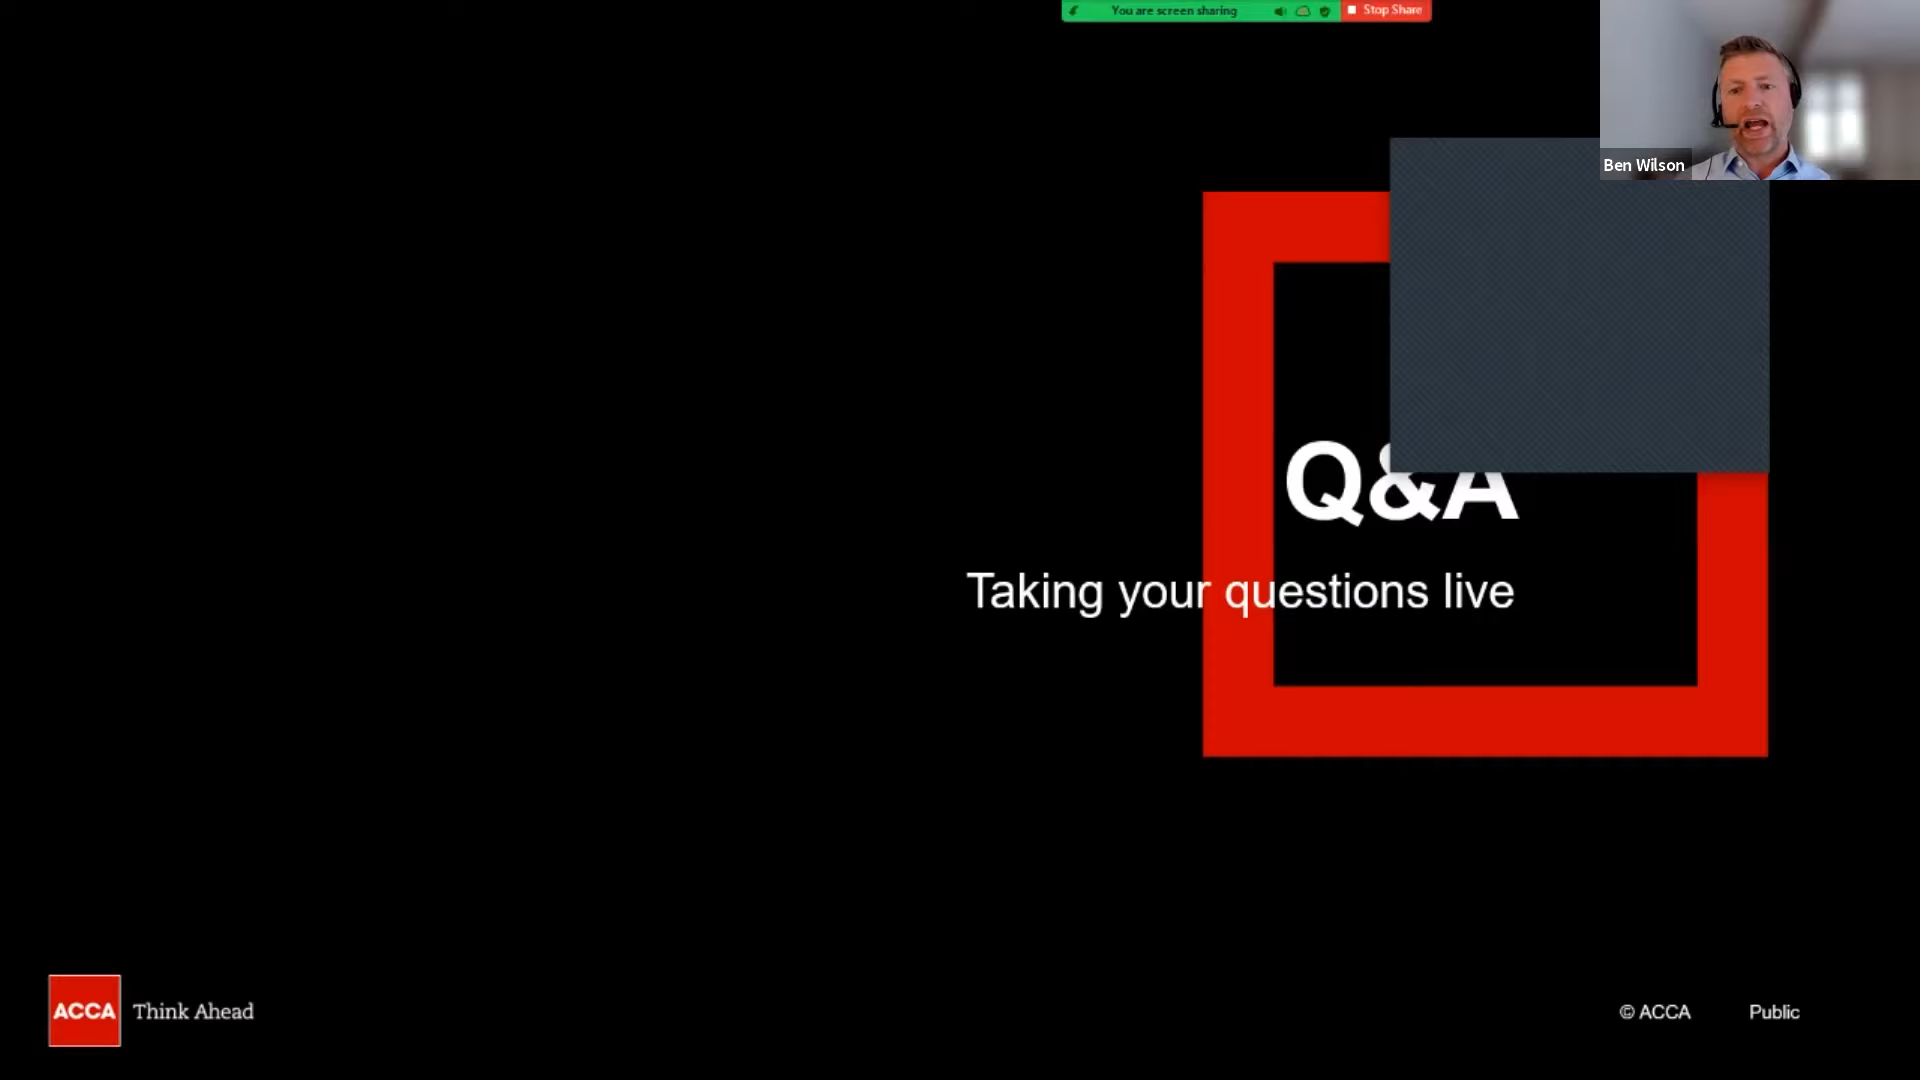 You are screen sharing
Stop Share
Ben Wilson
Q&A
Taking your questions live
ACCA
Think Ahead
© ACCA
Public